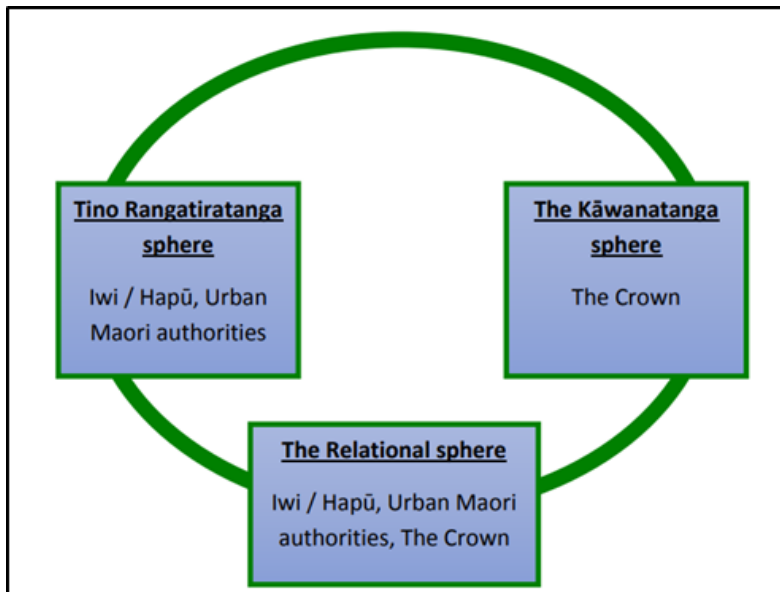 Tino Rangatiratanga
sphere
Iwi / Hapū, Urban
Maori authorities
The Kāwanatanga
sphere
The Crown
The Relational sphere
Iwi / Hapū, Urban Maori
authorities, The Crown